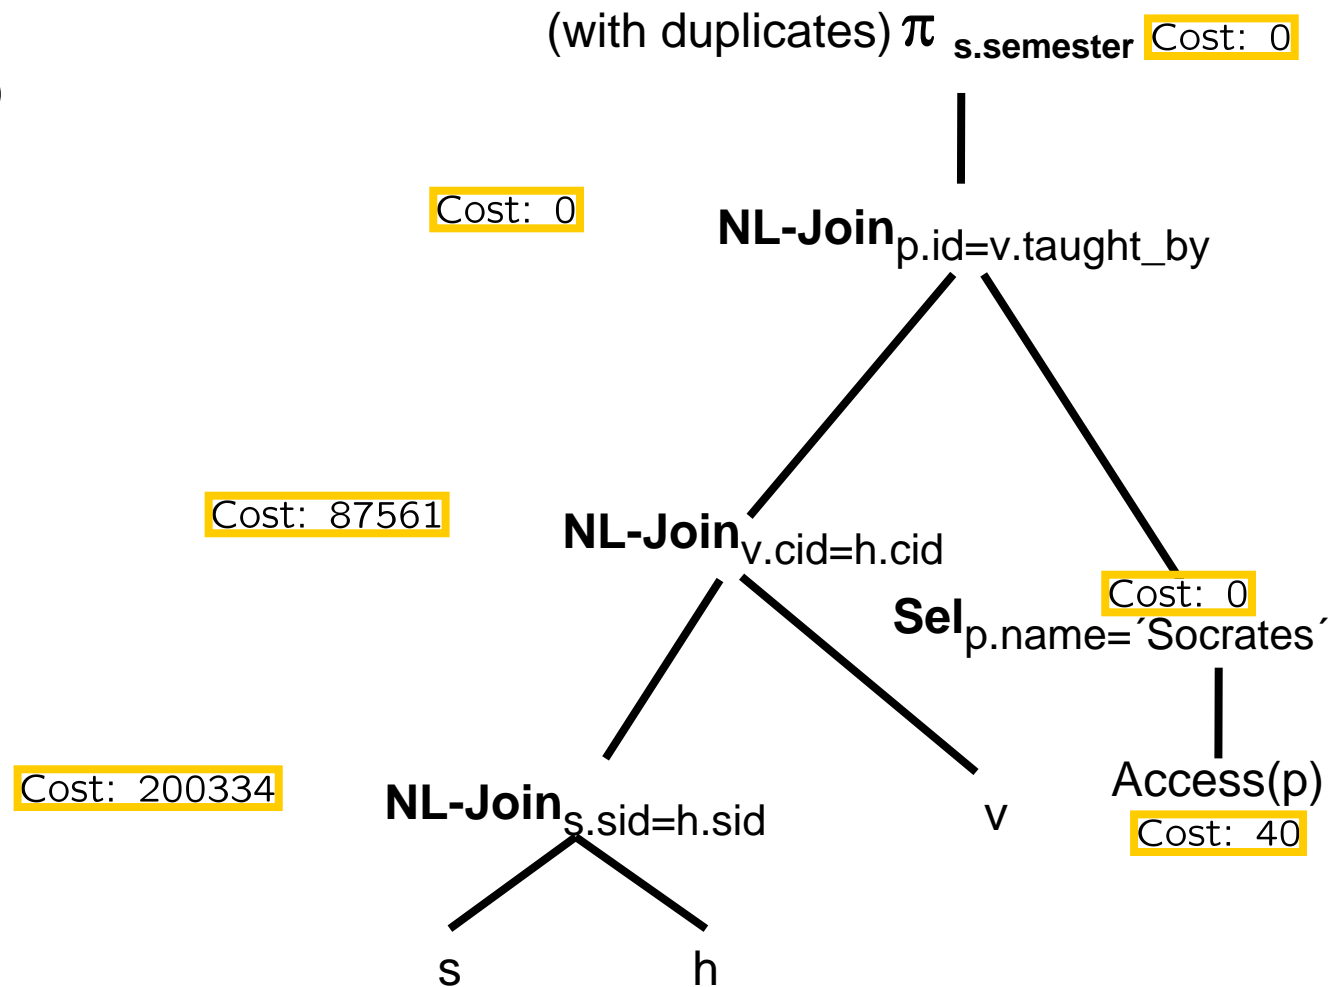 (with duplicates) π s.semester Cost: 0
)
Cost: 0 NL-Join p.id=v.taught_by
Cost: 87561 NL-Join v.cid=h.cid
Cost: 0
Sel p.name=´Socrates´
Cost: 200334 NL-Join s.sid=h.sid v Access(p)
Cost: 40
s h